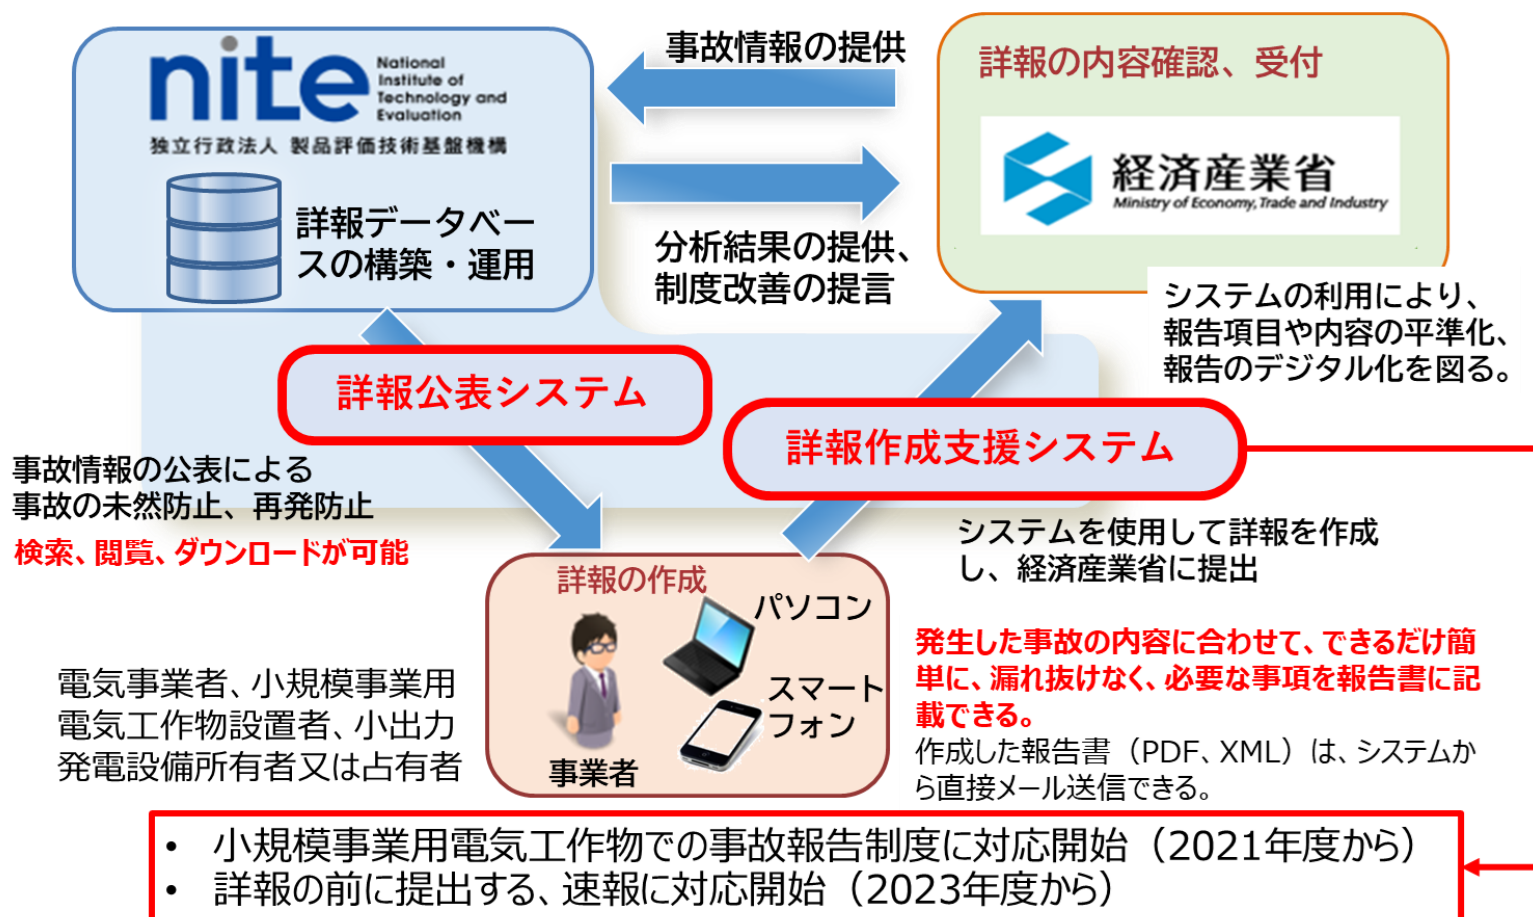 nite
National
Institute of
Technology and
Evaluation
独立行政法人 製品評価技術基盤機構
詳報データベー
スの構築・運用
事故情報の提供
分析結果の提供、
制度改善の提言
詳報の内容確認、受付
経済産業省
Ministry of Economy, Trade and Industry
システムの利用により、
報告項目や内容の平準化、
報告のデジタル化を図る。
詳報公表システム
詳報作成支援システム
事故情報の公表による
事故の未然防止、再発防止
検索、閲覧、ダウンロードが可能
システムを使用して詳報を作成
し、経済産業省に提出
詳報の作成
パソコン
スマート
フォン
事業者
電気事業者、小規模事業用
電気工作物設置者、小出力
発電設備所有者又は占有者
発生した事故の内容に合わせて、できるだけ簡
単に、漏れ抜けなく、必要な事項を報告書に記
載できる。
作成した報告書（PDF、XML）は、システムか
ら直接メール送信できる。
• 小規模事業用電気工作物での事故報告制度に対応開始（2021年度から）
• 詳報の前に提出する、速報に対応開始（2023年度から）